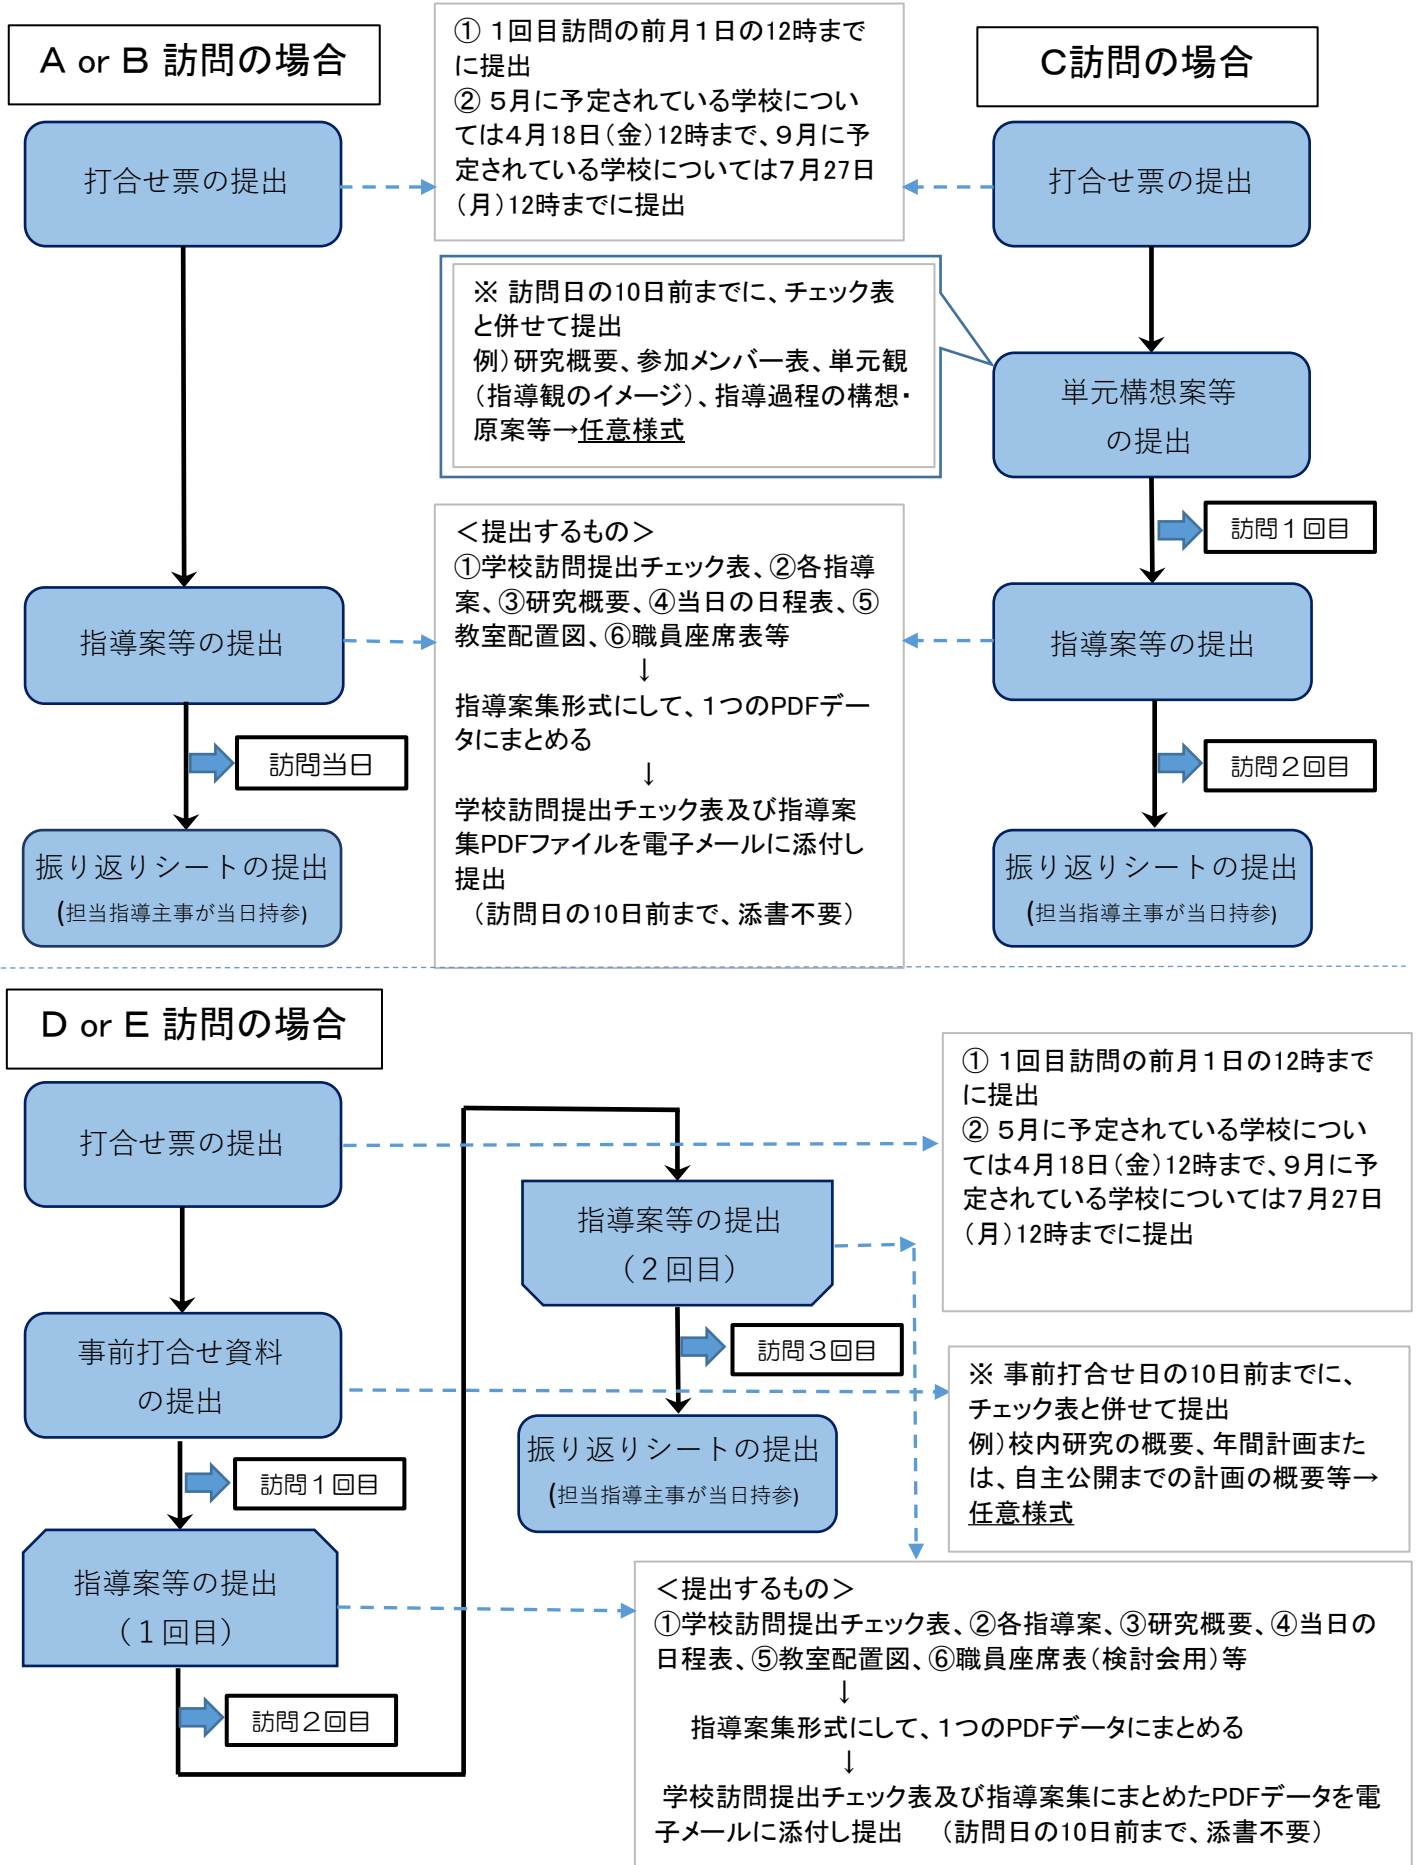 A or B 訪問の場合
打合せ票の提出
指導案等の提出
訪問当日
振り返りシートの提出
(担当指導主事が当日持参)
① 1回目訪問の前月1日の12時まで
に提出
② 5月に予定されている学校につい
ては4月18日(金)12時まで、9月に予
定されている学校については7月27日
(月)12時までに提出
※ 訪問日の10日前までに、チェック表
と併せて提出
例)研究概要、参加メンバー表、単元観
(指導観のイメージ)、指導過程の構想・
原案等→任意様式
<提出するもの>
①学校訪問提出チェック表、②各指導
案、③研究概要、④当日の日程表、⑤
教室配置図、⑥職員座席表等
↓
指導案集形式にして、1つのPDFデー
タにまとめる
↓
学校訪問提出チェック表及び指導案
集PDFファイルを電子メールに添付し
提出
(訪問日の10日前まで、添書不要)
C訪問の場合
打合せ票の提出
単元構想案等
の提出
訪問1回目
指導案等の提出
訪問2回目
振り返りシートの提出
(担当指導主事が当日持参)
D or E 訪問の場合
打合せ票の提出
事前打合せ資料
の提出
訪問1回目
指導案等の提出
(1回目)
訪問2回目
指導案等の提出
(2回目)
訪問3回目
振り返りシートの提出
(担当指導主事が当日持参)
① 1回目訪問の前月1日の12時まで
に提出
② 5月に予定されている学校につい
ては4月18日(金)12時まで、9月に予
定されている学校については7月27日
(月)12時までに提出
※ 事前打合せ日の10日前までに、
チェック表と併せて提出
例)校内研究の概要、年間計画また
は、自主公開までの計画の概要等→
任意様式
<提出するもの>
①学校訪問提出チェック表、②各指導案、③研究概要、④当日の
日程表、⑤教室配置図、⑥職員座席表(検討会用)等
↓
指導案集形式にして、1つのPDFデータにまとめる
↓
学校訪問提出チェック表及び指導案集にまとめたPDFデータを電
子メールに添付し提出 (訪問日の10日前まで、添書不要)